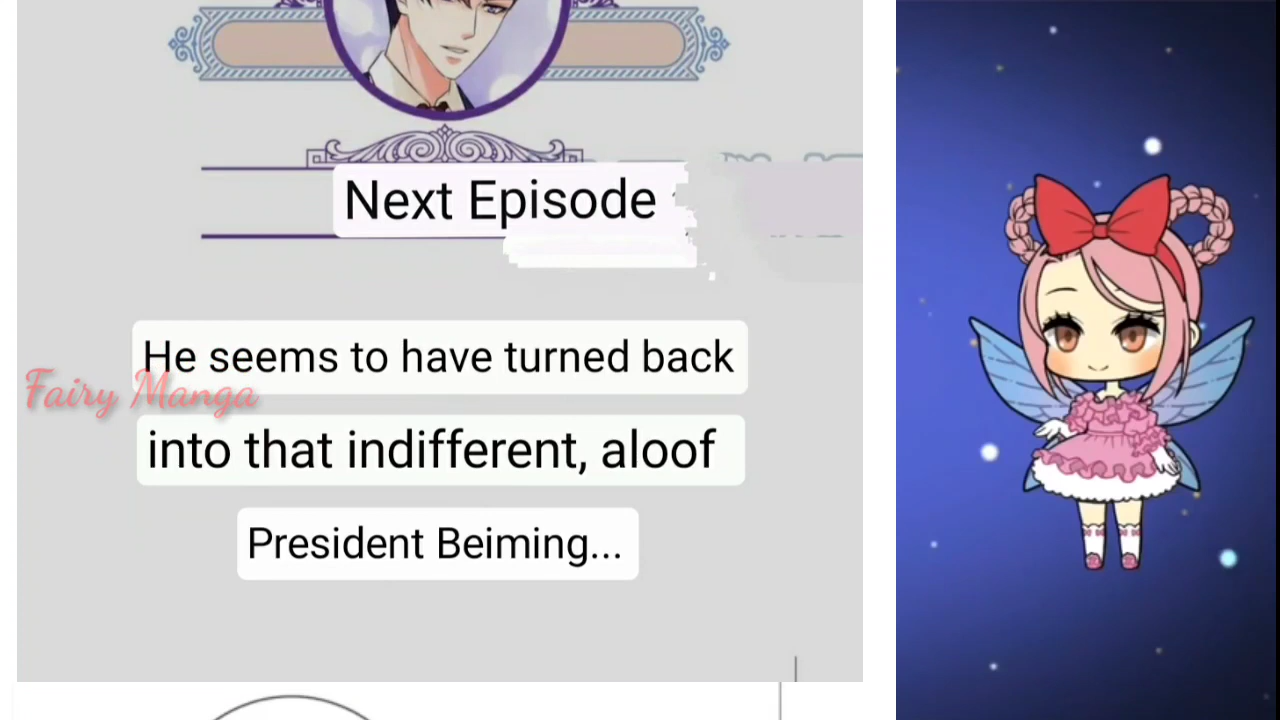 Next Episode
He seems to have turned back
Fairy Manga
into that indifferent, aloof
President Beiming...